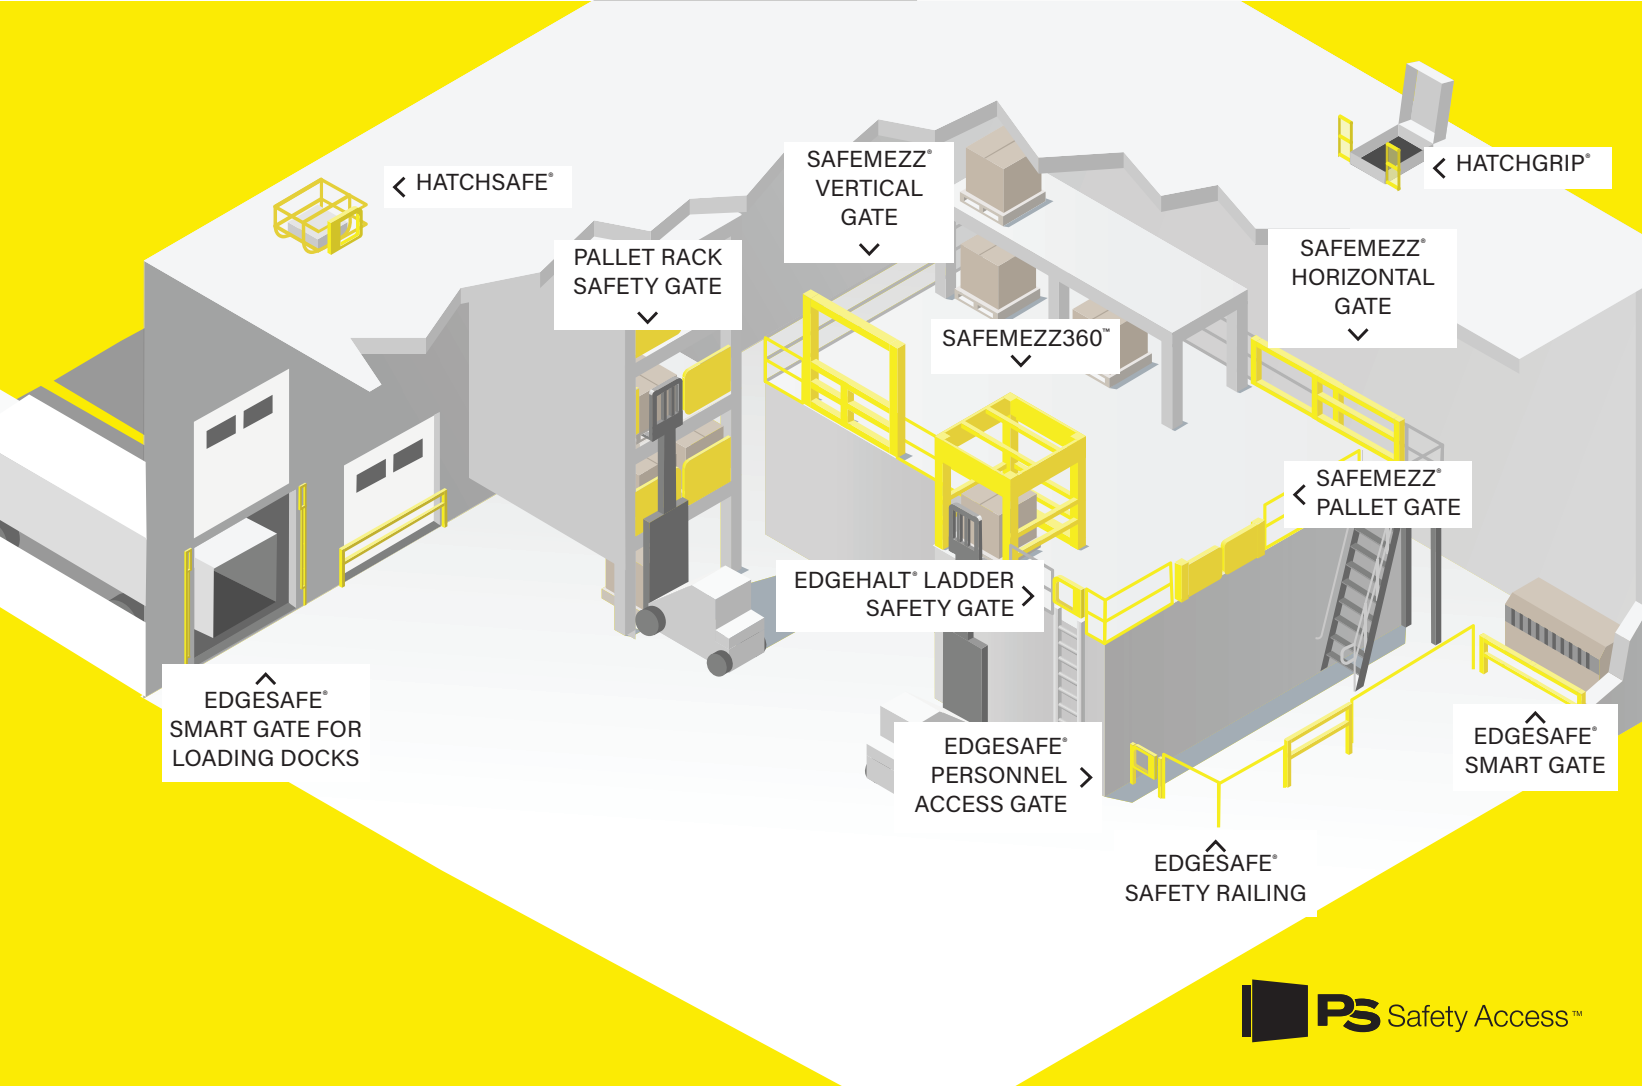 HATCHSAFE®
SAFEMEZZ®
VERTICAL
GATE
HATCHGRIP®
PALLET RACK
SAFETY GATE
SAFEMEZZ®
HORIZONTAL
GATE
SAFEMEZZ360™
SAFEMEZZ®
PALLET GATE
EDGEHALT® LADDER
SAFETY GATE
EDGESAFE®
SMART GATE FOR
LOADING DOCKS
EDGESAFE®
PERSONNEL
ACCESS GATE
EDGESAFE®
SMART GATE
EDGESAFE®
SAFETY RAILING
PS Safety Access™